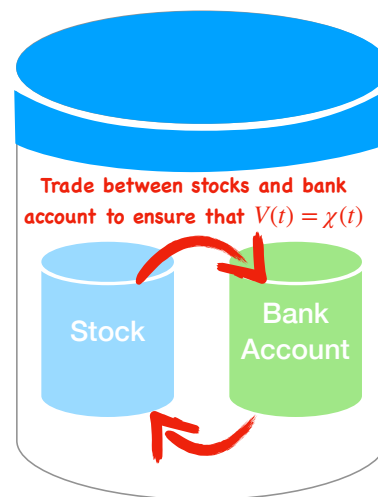 Trade between stocks and bank
account to ensure that V(t) = χ(t)
Stock
Bank
Account